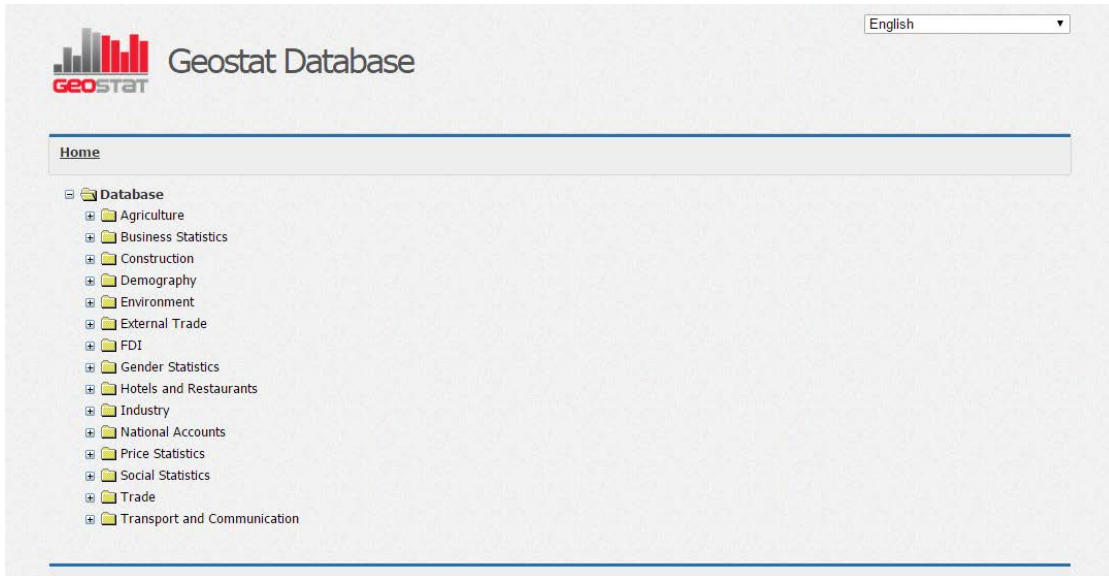 English
GEOSTAT
Geostat Database
Home
Database
Agriculture
Business Statistics
Construction
Demography
Environment
External Trade
FDI
Gender Statistics
Hotels and Restaurants
Industry
National Accounts
Price Statistics
Social Statistics
Trade
Transport and Communication